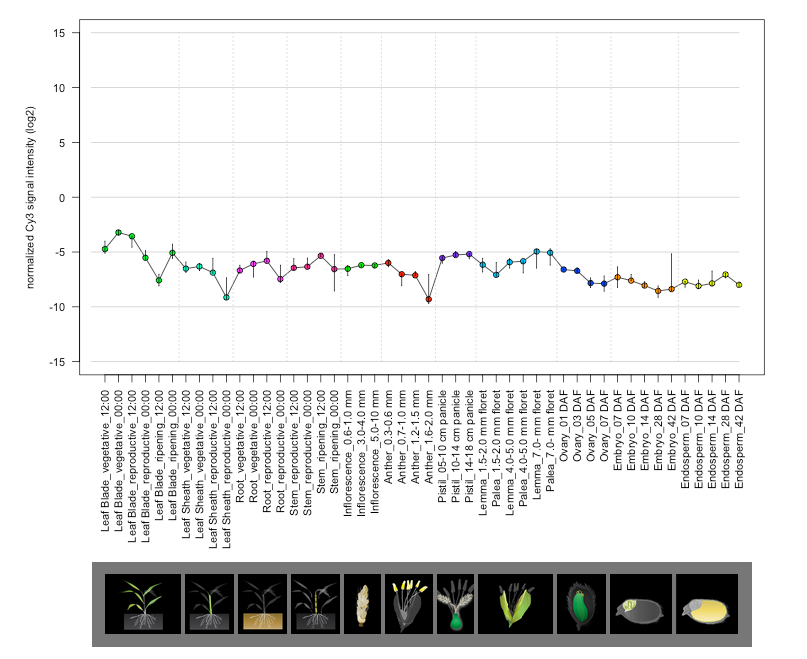 15
10
5
0
-5
-10
-15
normalized Cy3 signal intensity (log2)
Leaf Blade_vegetative_12:00
Leaf Blade_vegetative_00:00
Leaf Blade_reproductive_12:00
Leaf Blade_reproductive_00:00
Leaf Blade_ripening_12:00
Leaf Blade_ripening_00:00
Leaf Sheath_vegetative_12:00
Leaf Sheath_vegetative_00:00
Leaf Sheath_reproductive_12:00
Leaf Sheath_reproductive_00:00
Root_vegetative_12:00
Root_vegetative_00:00
Root_reproductive_12:00
Root_reproductive_00:00
Stem_reproductive_12:00
Stem_reproductive_00:00
Stem_ripening_12:00
Stem_ripening_00:00
Inflorescence_0.6-1.0 mm
Inflorescence_3.0-4.0 mm
Inflorescence_5.0-10 mm
Anther_0.3-0.6 mm
Anther_0.7-1.0 mm
Anther_1.2-1.5 mm
Anther_1.6-2.0 mm
Pistil_05-10 cm panicle
Pistil_10-14 cm panicle
Pistil_14-18 cm panicle
Lemma_1.5-2.0 mm floret
Palea_1.5-2.0 mm floret
Lemma_4.0-5.0 mm floret
Palea_4.0-5.0 mm floret
Lemma_7.0- mm floret
Palea_7.0- mm floret
Ovary_01 DAF
Ovary_03 DAF
Ovary_05 DAF
Ovary_07 DAF
Embryo_07 DAF
Embryo_10 DAF
Embryo_14 DAF
Embryo_28 DAF
Embryo_42 DAF
Endosperm_07 DAF
Endosperm_10 DAF
Endosperm_14 DAF
Endosperm_28 DAF
Endosperm_42 DAF